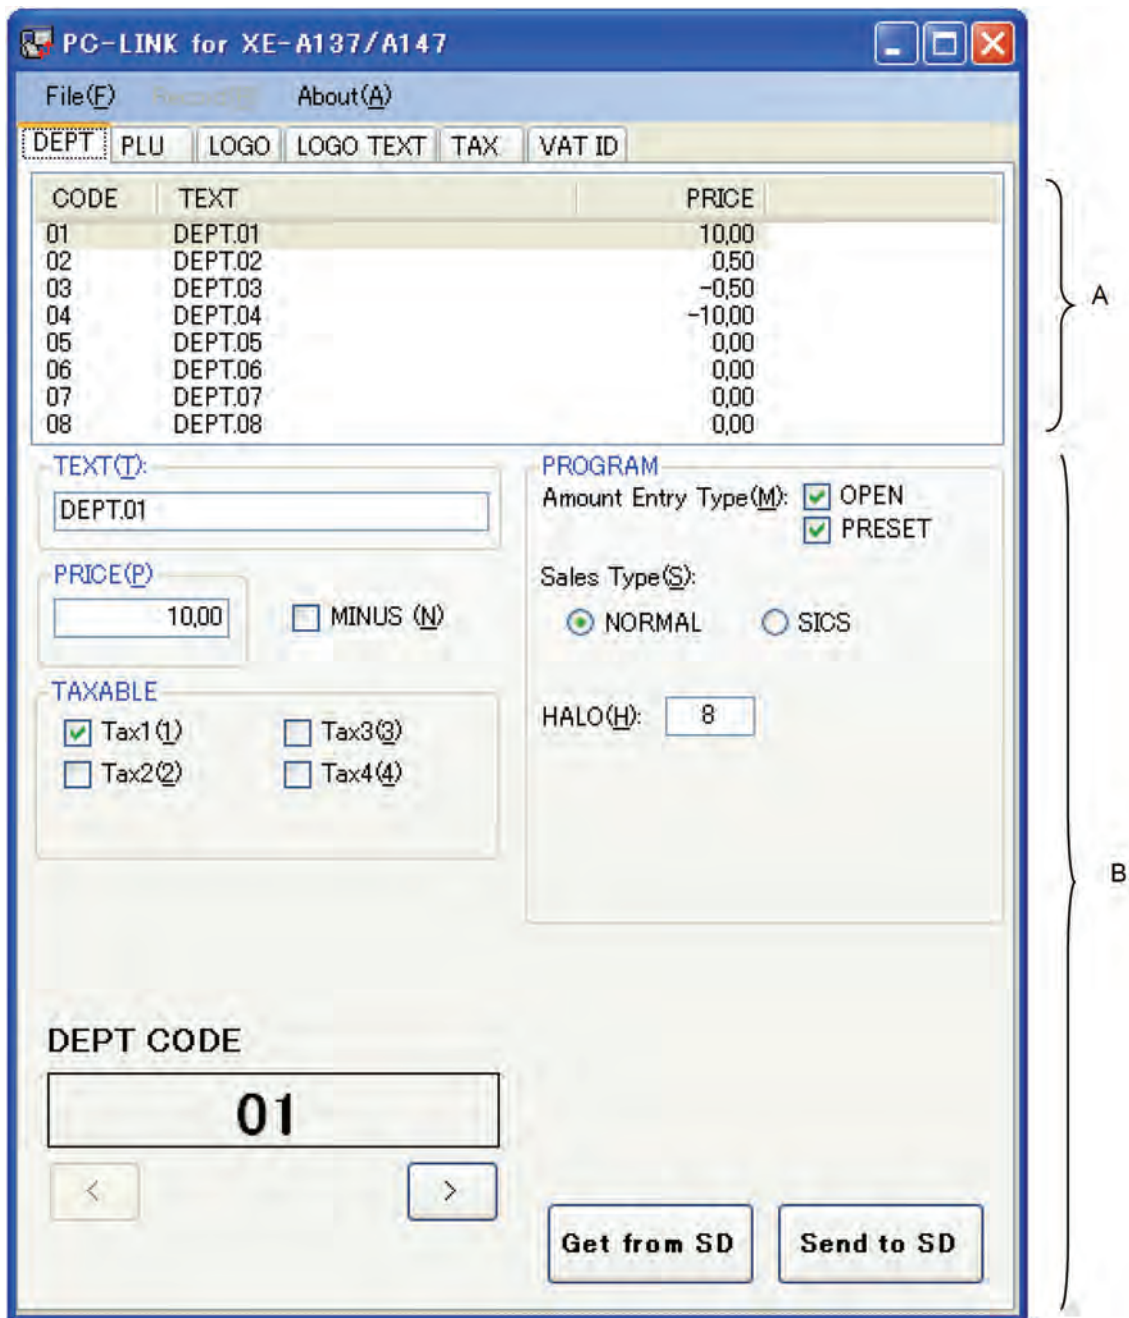 PC-LINK for XE-A137/A147
File(F) Record(R) About(A)
DEPT PLU LOGO LOGO TEXT TAX VAT ID
CODE TEXT PRICE
01 DEPT.01 10,00
02 DEPT.02 0,50
03 DEPT.03 -0,50
04 DEPT.04 -10,00
05 DEPT.05 0,00
06 DEPT.06 0,00
07 DEPT.07 0,00
08 DEPT.08 0,00
A
TEXT(T):
DEPT.01
PRICE(P)
10,00 MINUS (N)
TAXABLE
Tax1(1) Tax3(3)
Tax2(2) Tax4(4)
PROGRAM
Amount Entry Type(M): OPEN
PRESET
Sales Type(S):
NORMAL SICS
HALO(H): 8
B
DEPT CODE
01
< >
Get from SD Send to SD